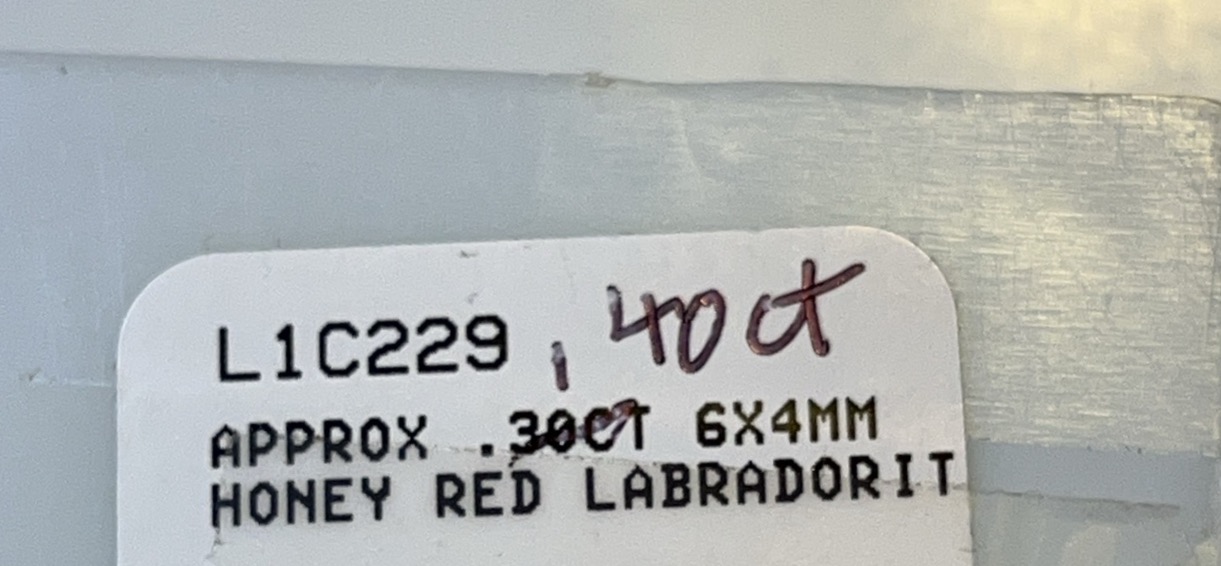 L1C229 .40ct
APPROX .30CT 6X4MM
HONEY RED LABRADORIT